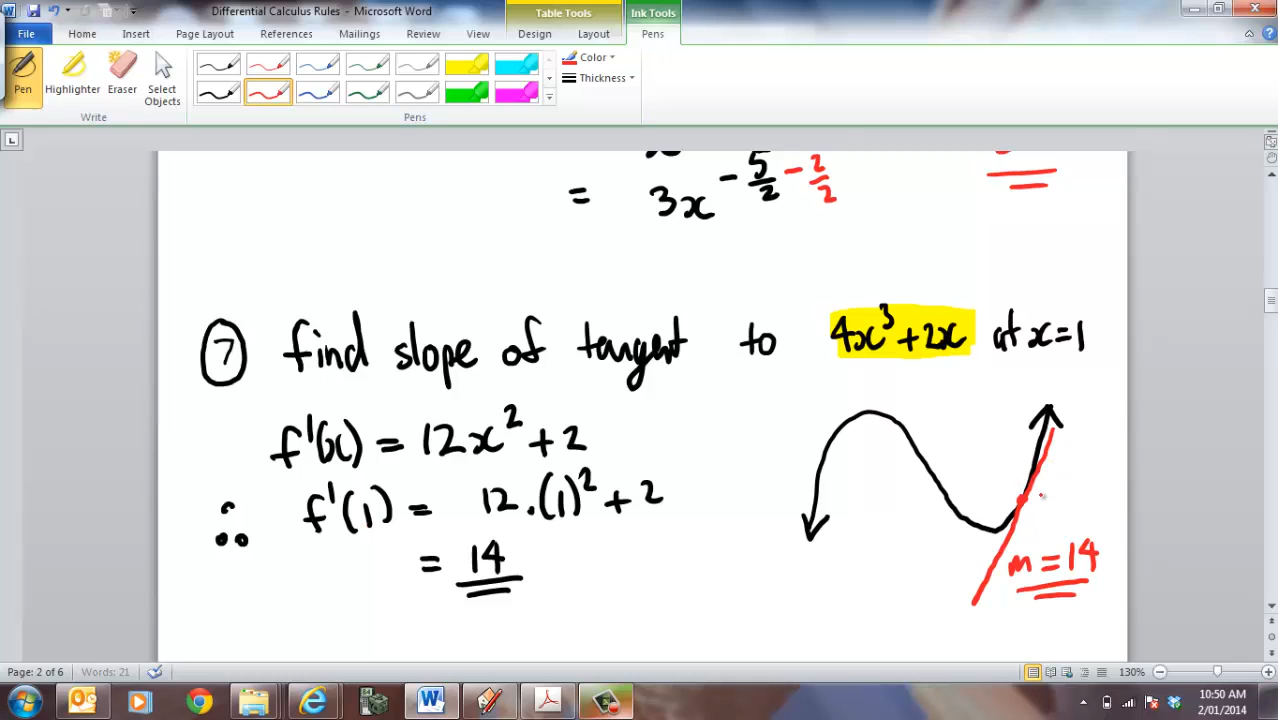 Differential Calculus Rules - Microsoft Word
Table Tools
Ink Tools
File Home Insert Page Layout References Mailings Review View Design Layout Pens
Pen
Highlighter
Eraser
Select Objects
Color
Thickness
Write
Pens
= 3x^{-5/2 - 2/2}
⑦ find slope of tangent to 4x³+2x at x=1
f'(x) = 12x² + 2
∴ f'(1) = 12.(1)² + 2
= 14
m = 14
Page: 2 of 6
Words: 21
130%
10:50 AM
2/01/2014